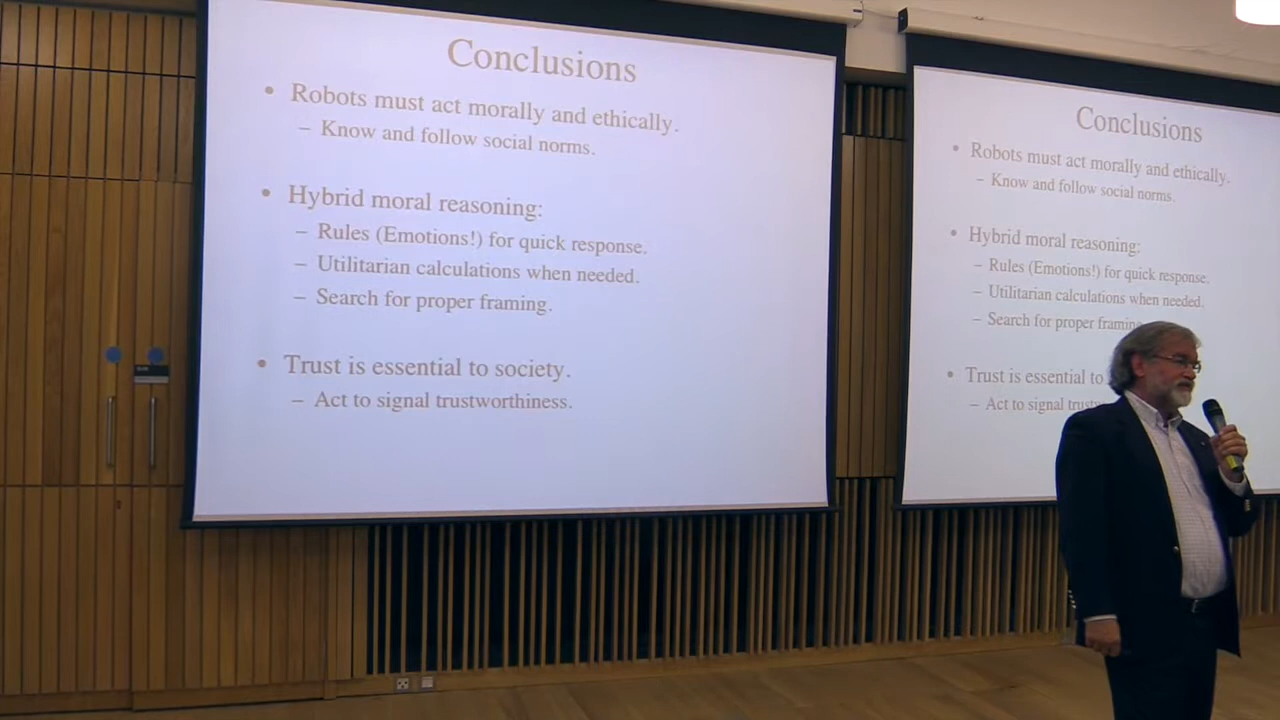 Conclusions
• Robots must act morally and ethically.
– Know and follow social norms.
• Hybrid moral reasoning:
– Rules (Emotions!) for quick response.
– Utilitarian calculations when needed.
– Search for proper framing.
• Trust is essential to society.
– Act to signal trustworthiness.
Conclusions
• Robots must act morally and ethically.
– Know and follow social norms.
• Hybrid moral reasoning:
– Rules (Emotions!) for quick response.
– Utilitarian calculations when needed.
– Search for proper framing
• Trust is essential to
– Act to signal